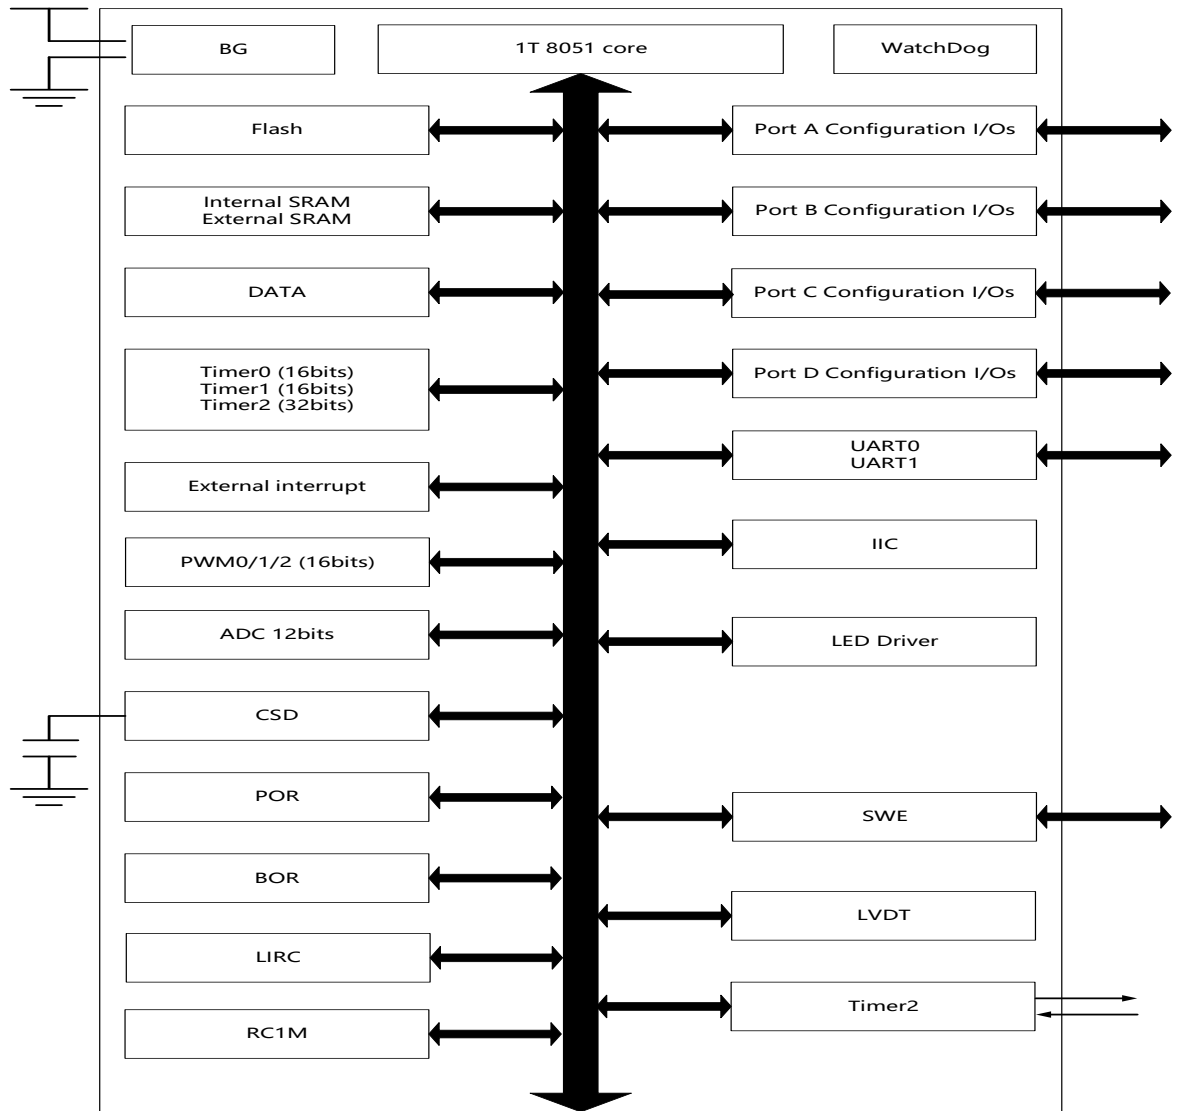 BG
1T 8051 core
WatchDog
Flash
Port A Configuration I/Os
Internal SRAM
External SRAM
Port B Configuration I/Os
DATA
Port C Configuration I/Os
Timer0 (16bits)
Timer1 (16bits)
Timer2 (32bits)
Port D Configuration I/Os
UART0
UART1
External interrupt
IIC
PWM0/1/2 (16bits)
ADC 12bits
LED Driver
CSD
POR
SWE
BOR
LVDT
LIRC
Timer2
RC1M